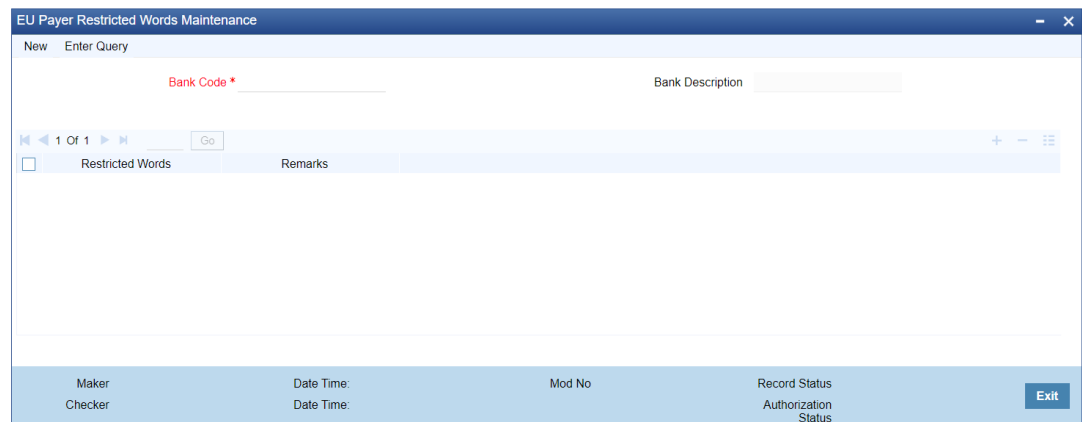 EU Payer Restricted Words Maintenance
New Enter Query
Bank Code * Bank Description
1 Of 1 Go
Restricted Words Remarks
Maker Date Time: Mod No Record Status
Checker Date Time: Authorization
Status
Exit